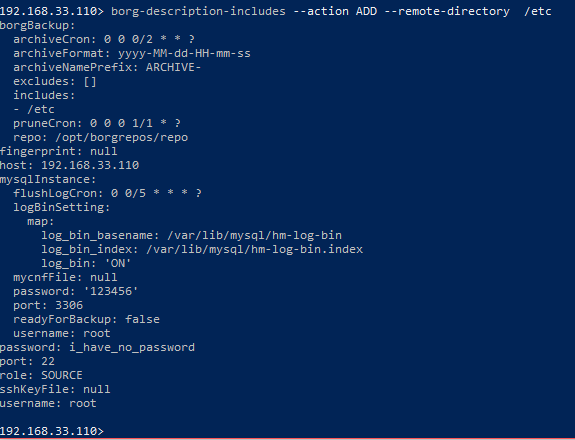 192.168.33.110> borg-description-includes --action ADD --remote-directory  /etc
borgBackup:
  archiveCron: 0 0 0/2 * * ?
  archiveFormat: yyyy-MM-dd-HH-mm-ss
  archiveNamePrefix: ARCHIVE-
  excludes: []
  includes:
  - /etc
  pruneCron: 0 0 0 1/1 * ?
  repo: /opt/borgrepos/repo
fingerprint: null
host: 192.168.33.110
mysqlInstance:
  flushLogCron: 0 0/5 * * * ?
  logBinSetting:
    map:
      log_bin_basename: /var/lib/mysql/hm-log-bin
      log_bin_index: /var/lib/mysql/hm-log-bin.index
      log_bin: 'ON'
  mycnfFile: null
  password: '123456'
  port: 3306
  readyForBackup: false
  username: root
password: i_have_no_password
port: 22
role: SOURCE
sshKeyFile: null
username: root
192.168.33.110>